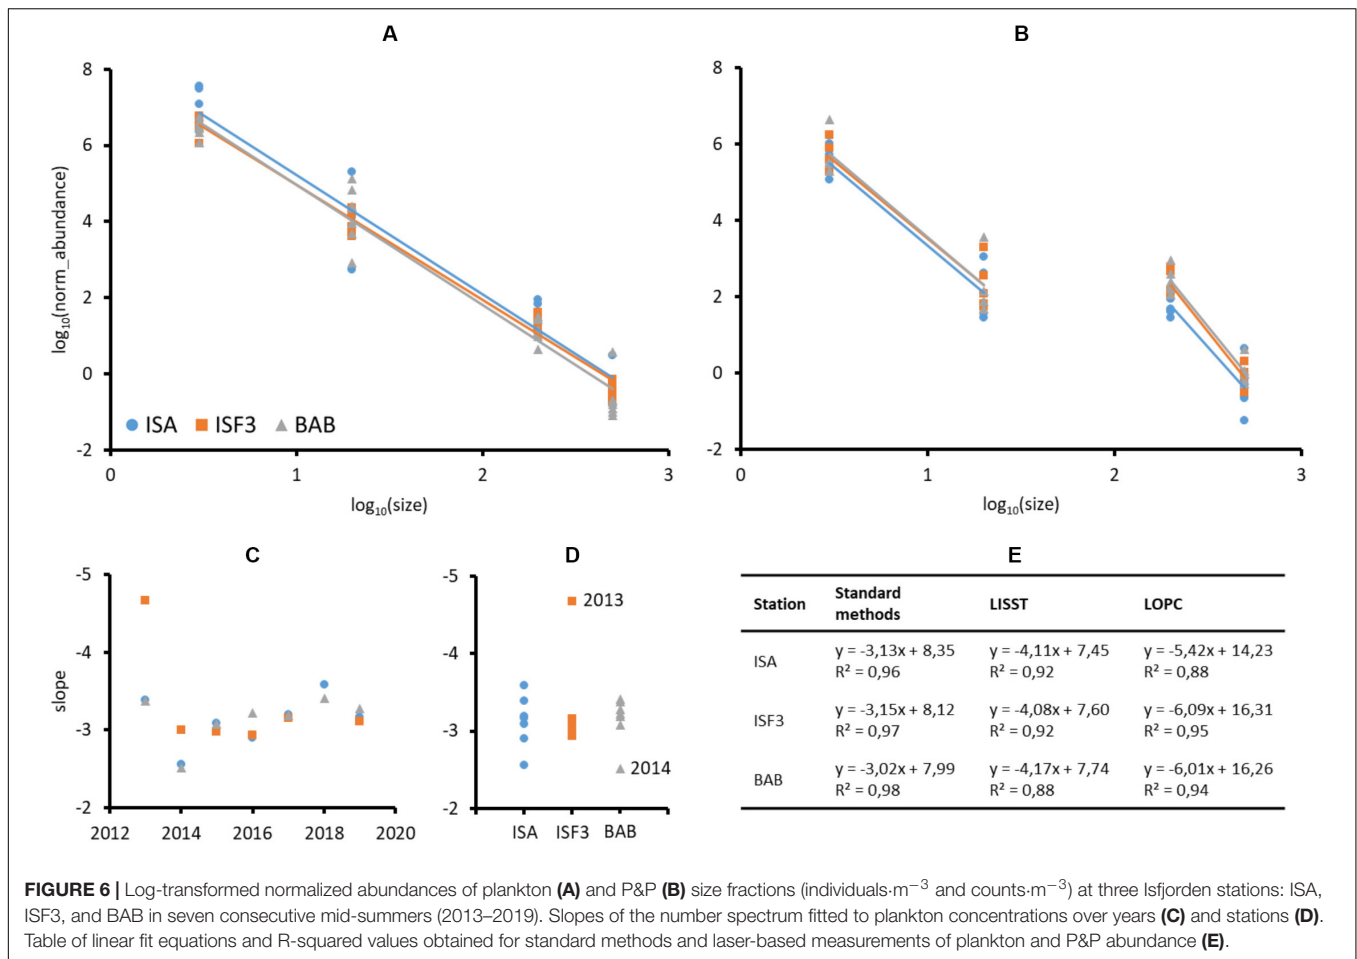 A
B
8
6
4
2
0
-2
log10(norm_abundance)
ISA
ISF3
BAB
0
1
2
3
log10(size)
8
6
4
2
0
-2
0
1
2
3
log10(size)
C
D
E
-5
-4
-3
-2
slope
2012
2014
2016
2018
2020
-5
-4
-3
-2
2013
2014
ISA
ISF3
BAB
Station Standard methods LISST LOPC
ISA y = -3,13x + 8,35 y = -4,11x + 7,45 y = -5,42x + 14,23
R² = 0,96 R² = 0,92 R² = 0,88
ISF3 y = -3,15x + 8,12 y = -4,08x + 7,60 y = -6,09x + 16,31
R² = 0,97 R² = 0,92 R² = 0,95
BAB y = -3,02x + 7,99 y = -4,17x + 7,74 y = -6,01x + 16,26
R² = 0,98 R² = 0,88 R² = 0,94
FIGURE 6 | Log-transformed normalized abundances of plankton (A) and P&P (B) size fractions (individuals·m⁻³ and counts·m⁻³) at three Isfjorden stations: ISA,
ISF3, and BAB in seven consecutive mid-summers (2013–2019). Slopes of the number spectrum fitted to plankton concentrations over years (C) and stations (D).
Table of linear fit equations and R-squared values obtained for standard methods and laser-based measurements of plankton and P&P abundance (E).